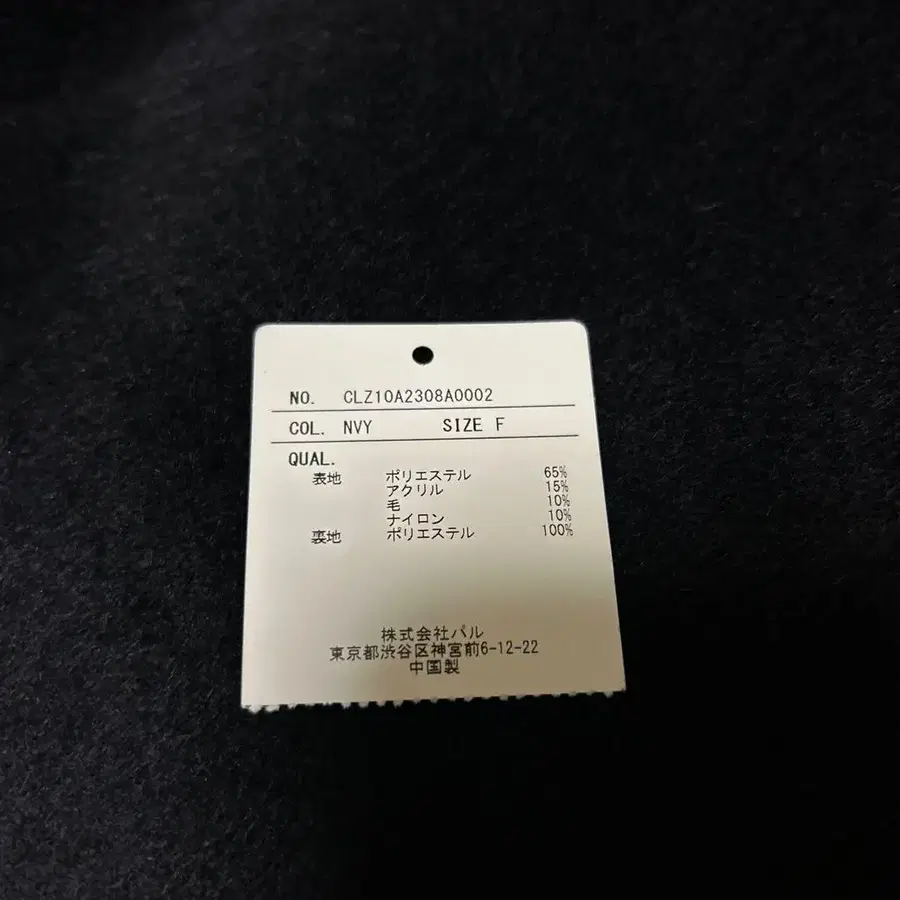 NO. CLZ10A2308A0002
COL. NVY SIZE F
QUAL.
表地 ポリエステル 65%
アクリル 15%
毛 10%
ナイロン 10%
裏地 ポリエステル 100%
株式会社パル
東京都渋谷区神宮前6-12-22
中国製